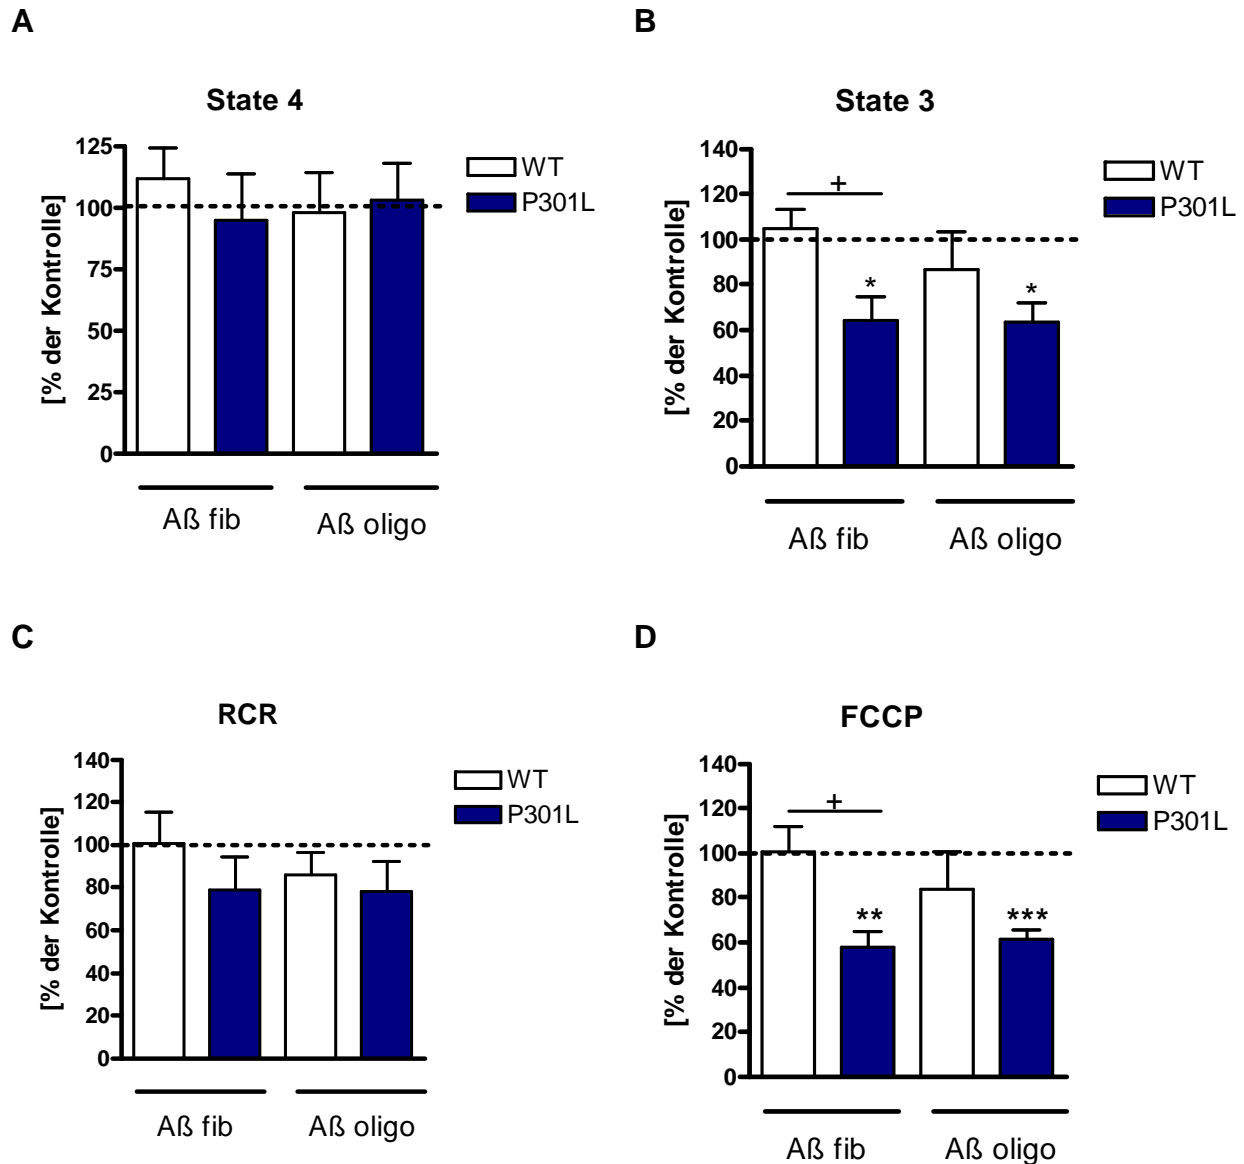 A
State 4
[% der Kontrolle]
125
100
75
50
25
0
WT
P301L
Aß fib
Aß oligo
B
State 3
[% der Kontrolle]
140
120
100
80
60
40
20
0
+
*
*
WT
P301L
Aß fib
Aß oligo
C
RCR
[% der Kontrolle]
140
120
100
80
60
40
20
0
WT
P301L
Aß fib
Aß oligo
D
FCCP
[% der Kontrolle]
140
120
100
80
60
40
20
0
+
**
***
WT
P301L
Aß fib
Aß oligo